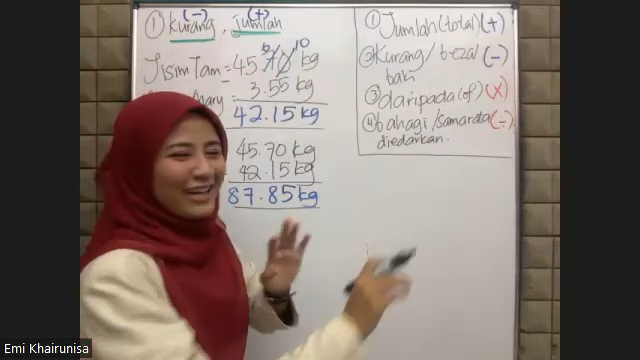 (-) (+)
① Kurang, jumlah
6 10
Jisim Tam = 45.70 kg
- 3.55 kg
42.15 kg
45.70 kg
42.15 kg
87.85 kg
① Jumlah (total) (+)
② Kurang / beza (-)
baki
③ daripada (of) (x)
④ bahagi / samarata (÷)
diedarkan.
Emi Khairunisa